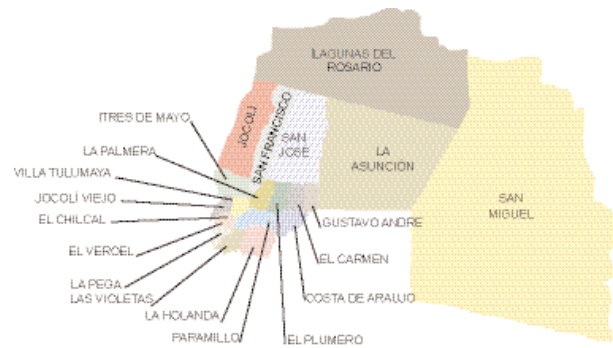 LAGUNAS DEL
ROSARIO
ITRES DE MAYO
JOCOLÍ
SAN FRANCISCO
SAN
JOSE
LA PALMERA
LA
ASUNCION
VILLA TULUMAYA
JOCOLÍ VIEJO
SAN
MIGUEL
EL CHILCAL
GUSTAVO ANDRE
EL VERGEL
EL CARMEN
LA PEGA
LAS VIOLETAS
COSTA DE ARAUJO
LA HOLANDA
PARAMILLO
EL PLUMERO